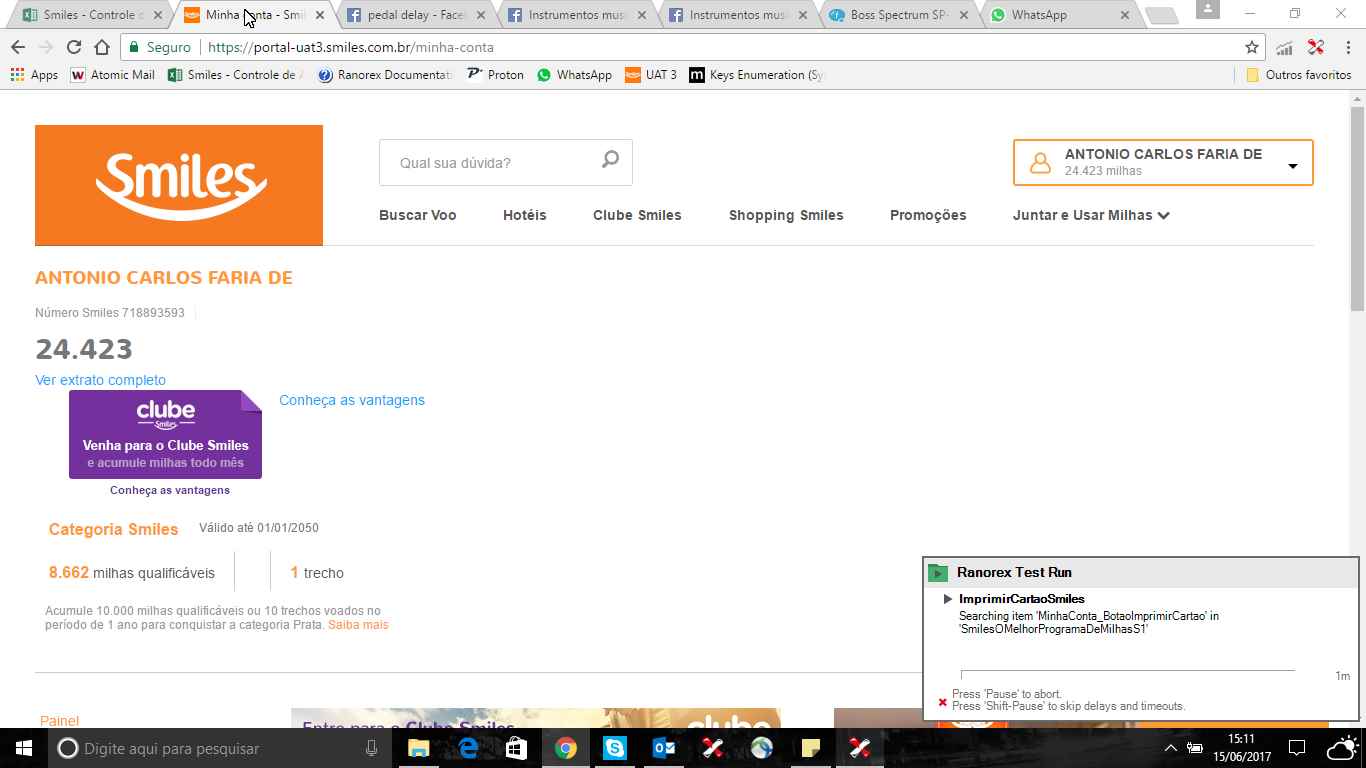 Smiles - Controle d
Minha Conta - Smil
pedal delay - Face
Instrumentos musi
Instrumentos musi
Boss Spectrum SP-
WhatsApp
Seguro
https://portal-uat3.smiles.com.br/minha-conta
Apps
Atomic Mail
Smiles - Controle de A
Ranorex Documentati
Proton
WhatsApp
UAT 3
Keys Enumeration (Sy
Outros favoritos
Smiles
Qual sua dúvida?
ANTONIO CARLOS FARIA DE
24.423 milhas
Buscar Voo
Hotéis
Clube Smiles
Shopping Smiles
Promoções
Juntar e Usar Milhas
ANTONIO CARLOS FARIA DE
Número Smiles 718893593
24.423
Ver extrato completo
Conheça as vantagens
clube
Smiles
Venha para o Clube Smiles
e acumule milhas todo mês
Conheça as vantagens
Categoria Smiles
Válido até 01/01/2050
8.662 milhas qualificáveis
1 trecho
Acumule 10.000 milhas qualificáveis ou 10 trechos voados no
período de 1 ano para conquistar a categoria Prata. Saiba mais
Ranorex Test Run
ImprimirCartaoSmiles
Searching item 'MinhaConta_BotaoImprimirCartao' in
'SmilesOMelhorProgramaDeMilhasS1'
1m
Press 'Pause' to abort.
Press 'Shift-Pause' to skip delays and timeouts.
Painel
Entre para o Clube Smiles
clube
Digite aqui para pesquisar
15:11
15/06/2017